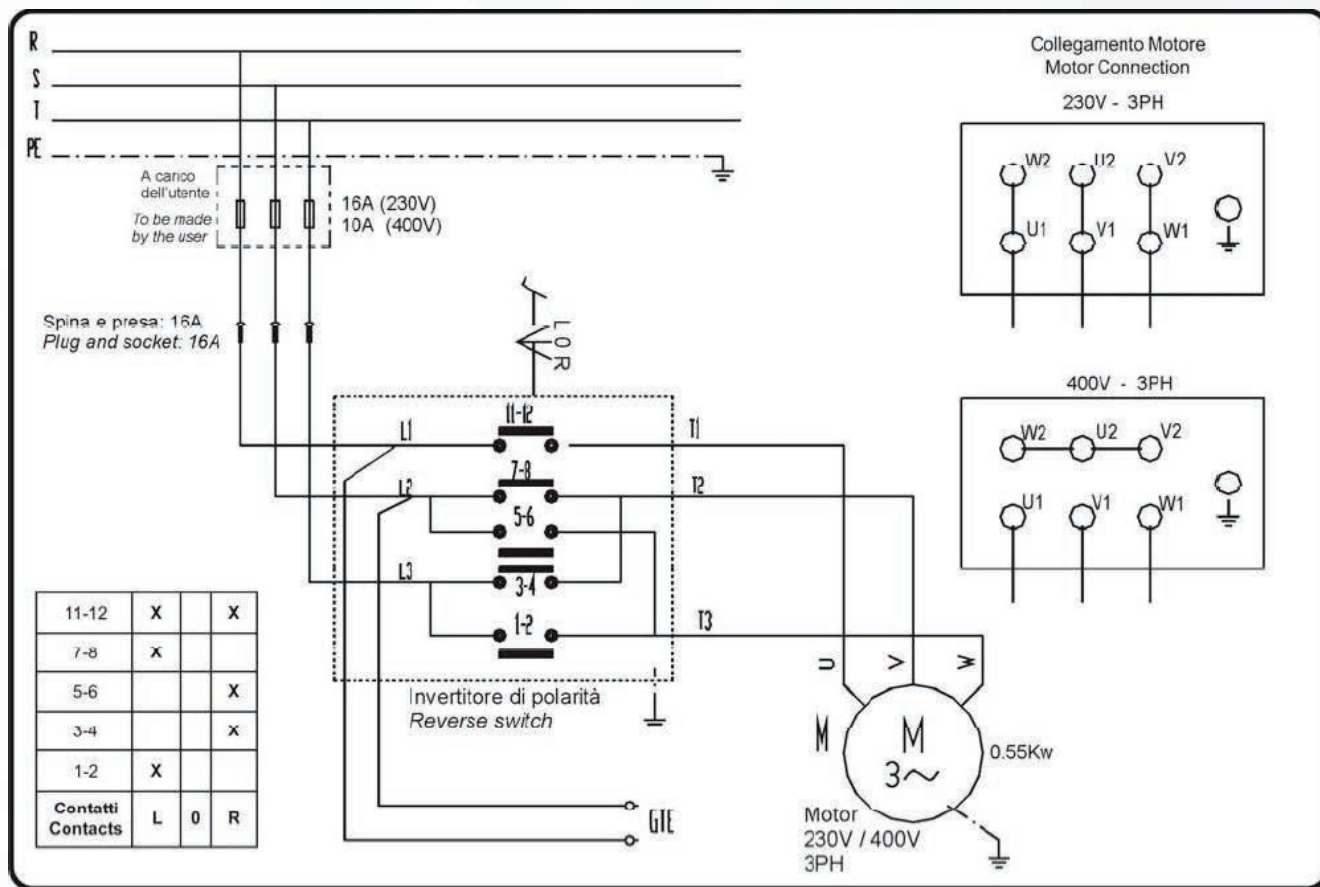 R
S
T
PE
A carico
dell'utente
To be made
by the user
16A (230V)
10A (400V)
Spina e presa: 16A
Plug and socket: 16A
L 0 R
11-12
L1
T1
7-8
L2
T2
5-6
L3
3-4
1-2
T3
Invertitore di polarità
Reverse switch
GTE
U
V
W
M
M
3~
0.55Kw
Motor
230V / 400V
3PH
Collegamento Motore
Motor Connection
230V - 3PH
W2 U2 V2
U1 V1 W1
400V - 3PH
W2 U2 V2
U1 V1 W1
11-12 X X
7-8 X
5-6 X
3-4 X
1-2 X
Contatti
Contacts L 0 R